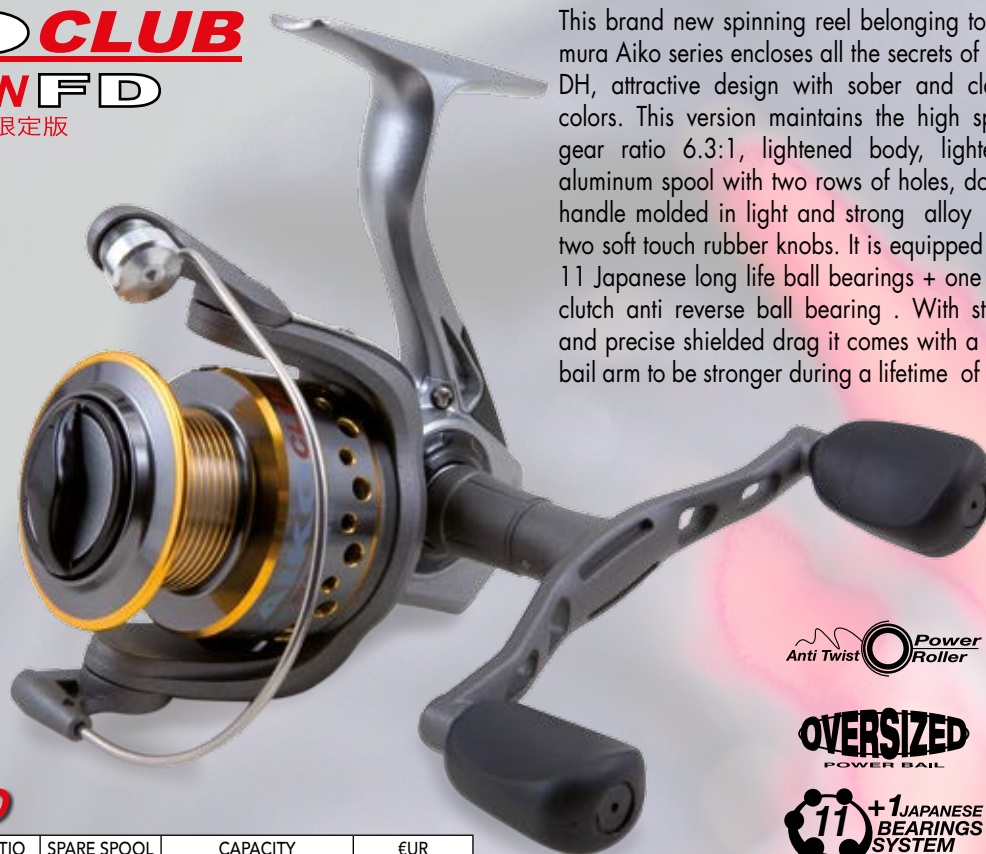 CLUB
N FD
限定版
This brand new spinning reel belonging to
mura Aiko series encloses all the secrets of
DH, attractive design with sober and cl
colors. This version maintains the high sp
gear ratio 6.3:1, lightened body, light
aluminum spool with two rows of holes, do
handle molded in light and strong alloy
two soft touch rubber knobs. It is equipped
11 Japanese long life ball bearings + one
clutch anti reverse ball bearing . With st
and precise shielded drag it comes with a
bail arm to be stronger during a lifetime of
Anti Twist Power
Roller
OVERSIZED
POWER BAIL
11 +1 JAPANESE
BEARINGS
SYSTEM
TIO SPARE SPOOL CAPACITY €UR